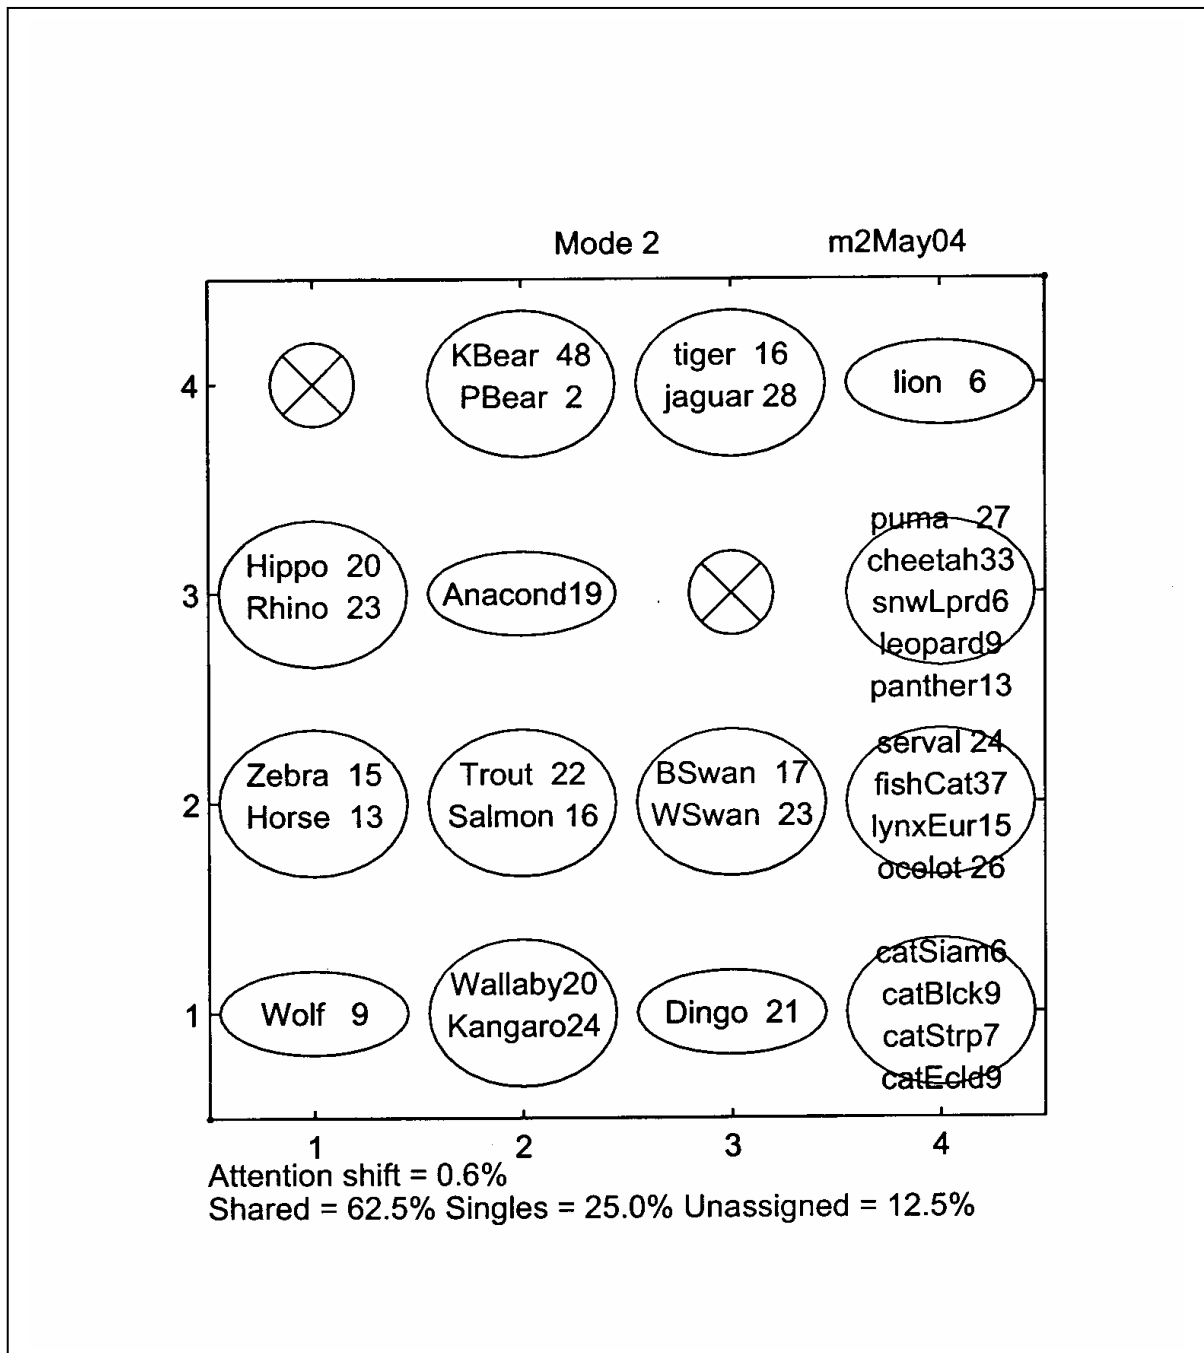 Mode 2 m2May04
4
KBear 48
PBear 2
tiger 16
jaguar 28
lion 6
3
Hippo 20
Rhino 23
Anacond19
puma 27
cheetah33
snwLprd6
leopard9
panther13
2
Zebra 15
Horse 13
Trout 22
Salmon 16
BSwan 17
WSwan 23
serval 24
fishCat37
lynxEur15
ocelot 26
1
Wolf 9
Wallaby20
Kangaro24
Dingo 21
catSiam6
catBlck9
catStrp7
catEcld9
1 2 3 4
Attention shift = 0.6%
Shared = 62.5% Singles = 25.0% Unassigned = 12.5%